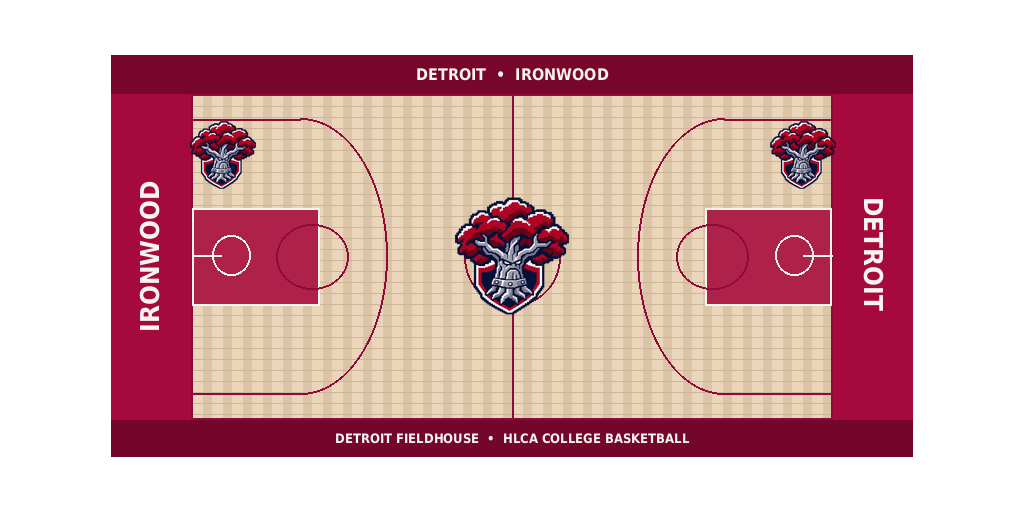 DETROIT • IRONWOOD
IRONWOOD
DETROIT
DETROIT FIELDHOUSE • HLCA COLLEGE BASKETBALL